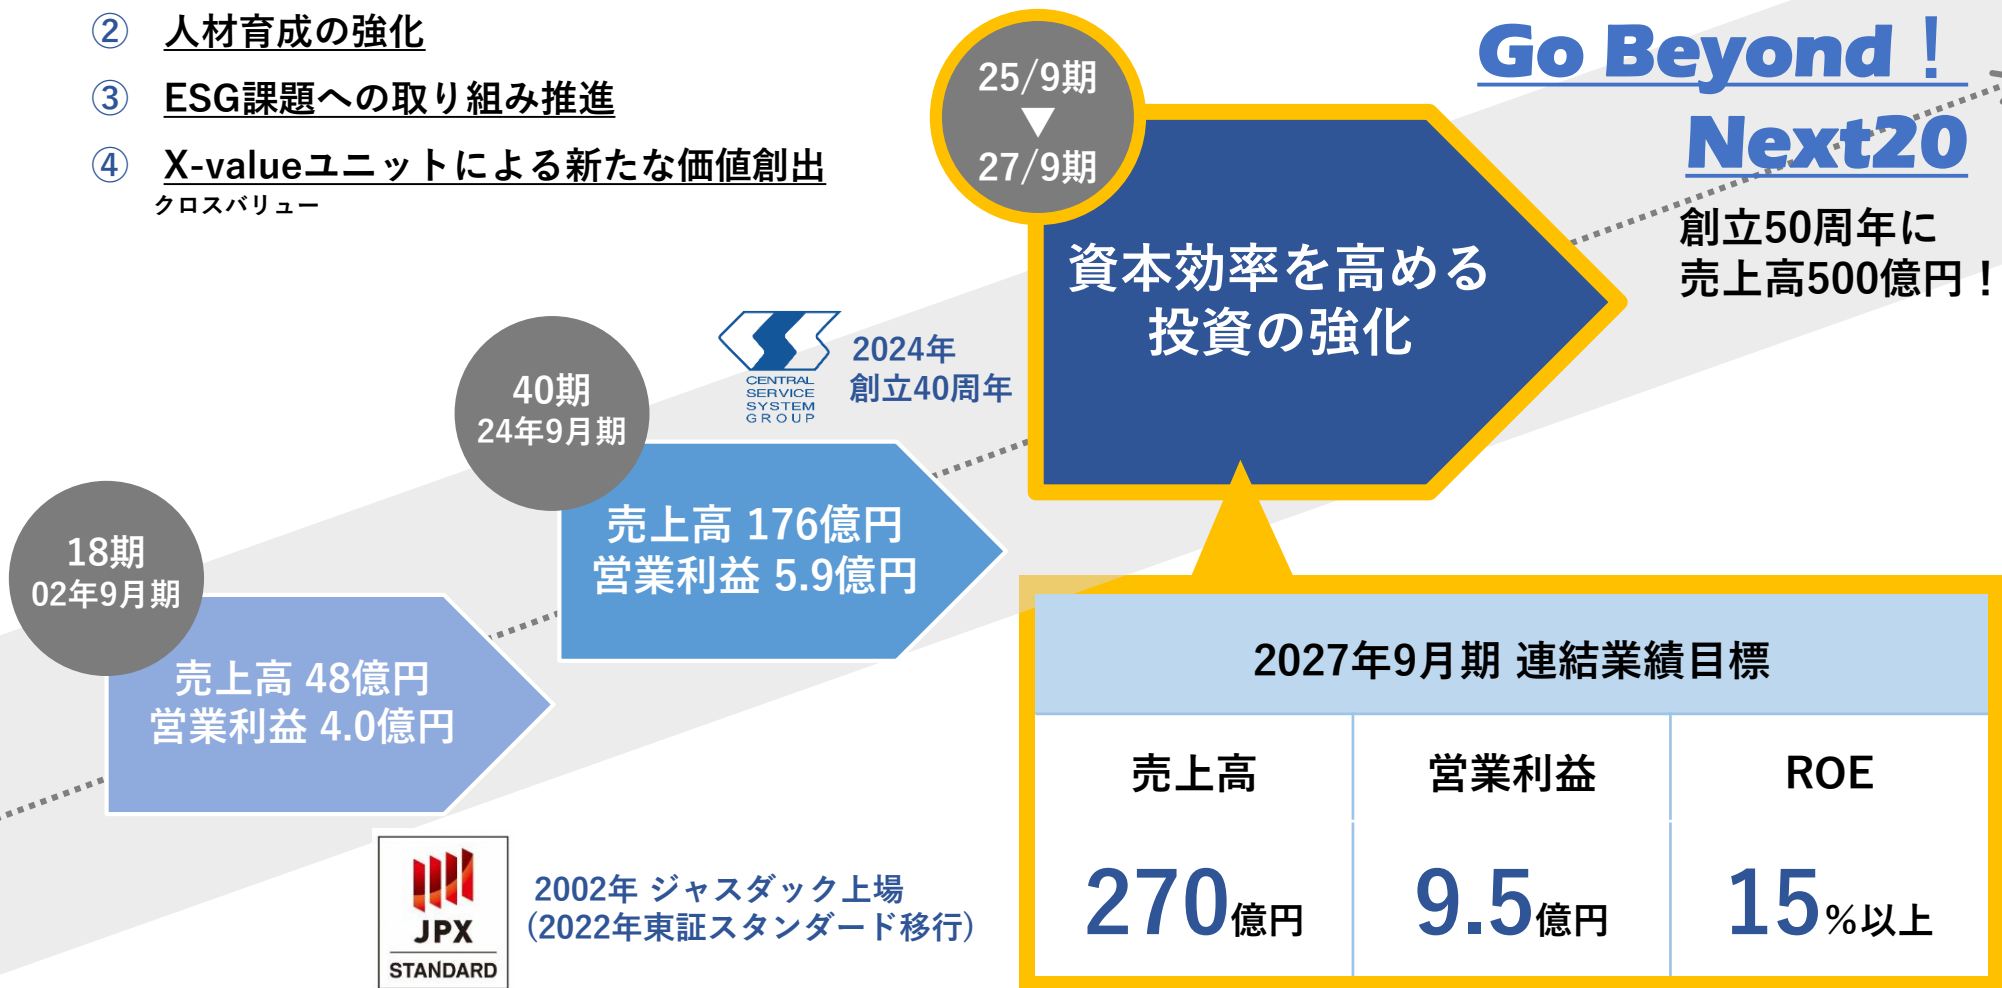 ② 人材育成の強化
③ ESG課題への取り組み推進
④ X-valueユニットによる新たな価値創出
クロスバリュー
25/9期
▼
27/9期
Go Beyond！
Next20
創立50周年に
売上高500億円！
資本効率を高める
投資の強化
CENTRAL
SERVICE
SYSTEM
GROUP
2024年
創立40周年
40期
24年9月期
売上高 176億円
営業利益 5.9億円
18期
02年9月期
売上高 48億円
営業利益 4.0億円
JPX
STANDARD
2002年 ジャスダック上場
(2022年東証スタンダード移行)
2027年9月期 連結業績目標
売上高 営業利益 ROE
270億円 9.5億円 15%以上